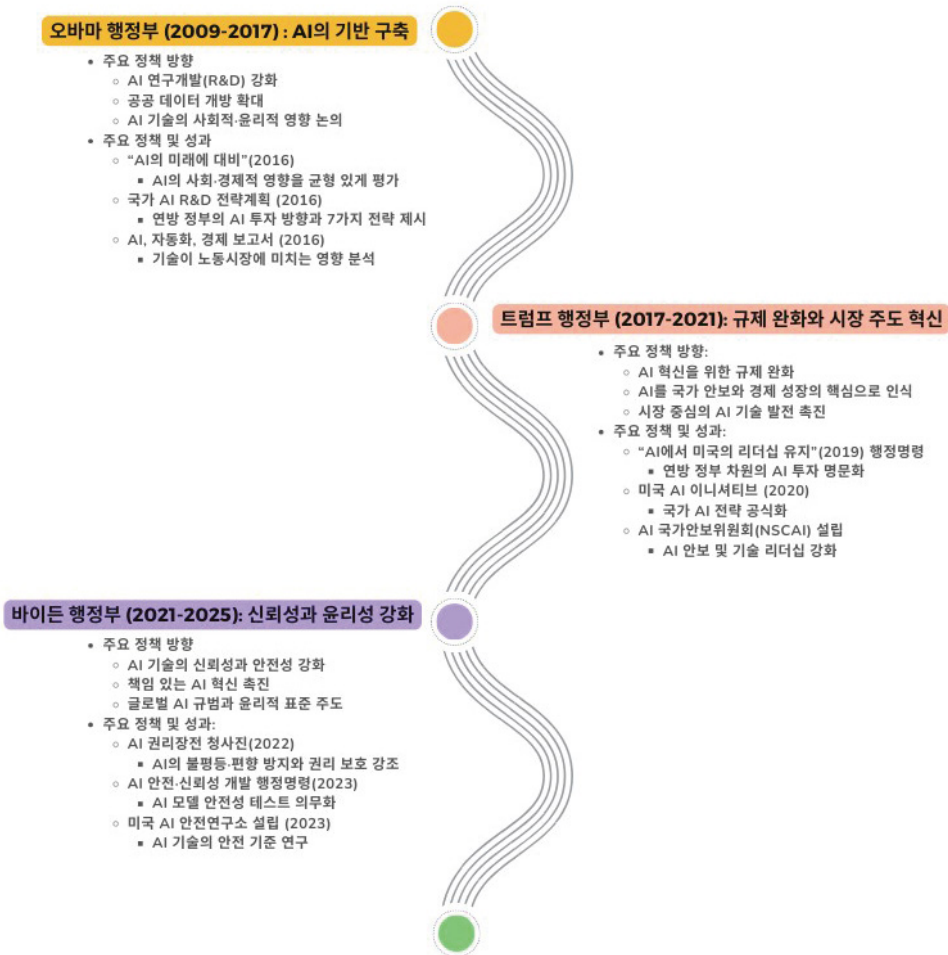 오바마 행정부 (2009-2017) : AI의 기반 구축
• 주요 정책 방향
○ AI 연구개발(R&D) 강화
○ 공공 데이터 개방 확대
○ AI 기술의 사회적·윤리적 영향 논의
• 주요 정책 및 성과
○ “AI의 미래에 대비”(2016)
▪ AI의 사회·경제적 영향을 균형 있게 평가
○ 국가 AI R&D 전략계획 (2016)
▪ 연방 정부의 AI 투자 방향과 7가지 전략 제시
○ AI, 자동화, 경제 보고서 (2016)
▪ 기술이 노동시장에 미치는 영향 분석
트럼프 행정부 (2017-2021): 규제 완화와 시장 주도 혁신
• 주요 정책 방향:
○ AI 혁신을 위한 규제 완화
○ AI를 국가 안보와 경제 성장의 핵심으로 인식
○ 시장 중심의 AI 기술 발전 촉진
• 주요 정책 및 성과:
○ “AI에서 미국의 리더십 유지”(2019) 행정명령
▪ 연방 정부 차원의 AI 투자 명문화
○ 미국 AI 이니셔티브 (2020)
▪ 국가 AI 전략 공식화
○ AI 국가안보위원회(NSCAI) 설립
▪ AI 안보 및 기술 리더십 강화
바이든 행정부 (2021-2025): 신뢰성과 윤리성 강화
• 주요 정책 방향
○ AI 기술의 신뢰성과 안전성 강화
○ 책임 있는 AI 혁신 촉진
○ 글로벌 AI 규범과 윤리적 표준 주도
• 주요 정책 및 성과:
○ AI 권리장전 청사진(2022)
▪ AI의 불평등·편향 방지와 권리 보호 강조
○ AI 안전·신뢰성 개발 행정명령(2023)
▪ AI 모델 안전성 테스트 의무화
○ 미국 AI 안전연구소 설립 (2023)
▪ AI 기술의 안전 기준 연구